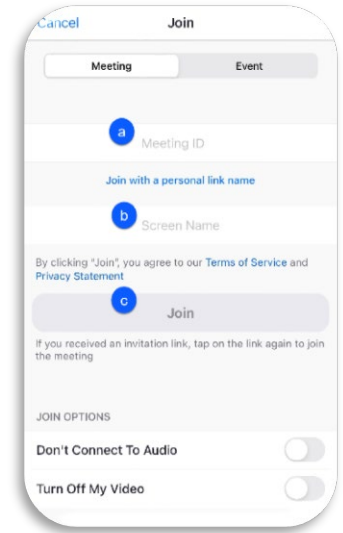 Cancel Join
Meeting Event
a
Meeting ID
Join with a personal link name
b
Screen Name
By clicking "Join", you agree to our Terms of Service and
Privacy Statement
c
Join
If you received an invitation link, tap on the link again to join
the meeting
JOIN OPTIONS
Don't Connect To Audio
Turn Off My Video